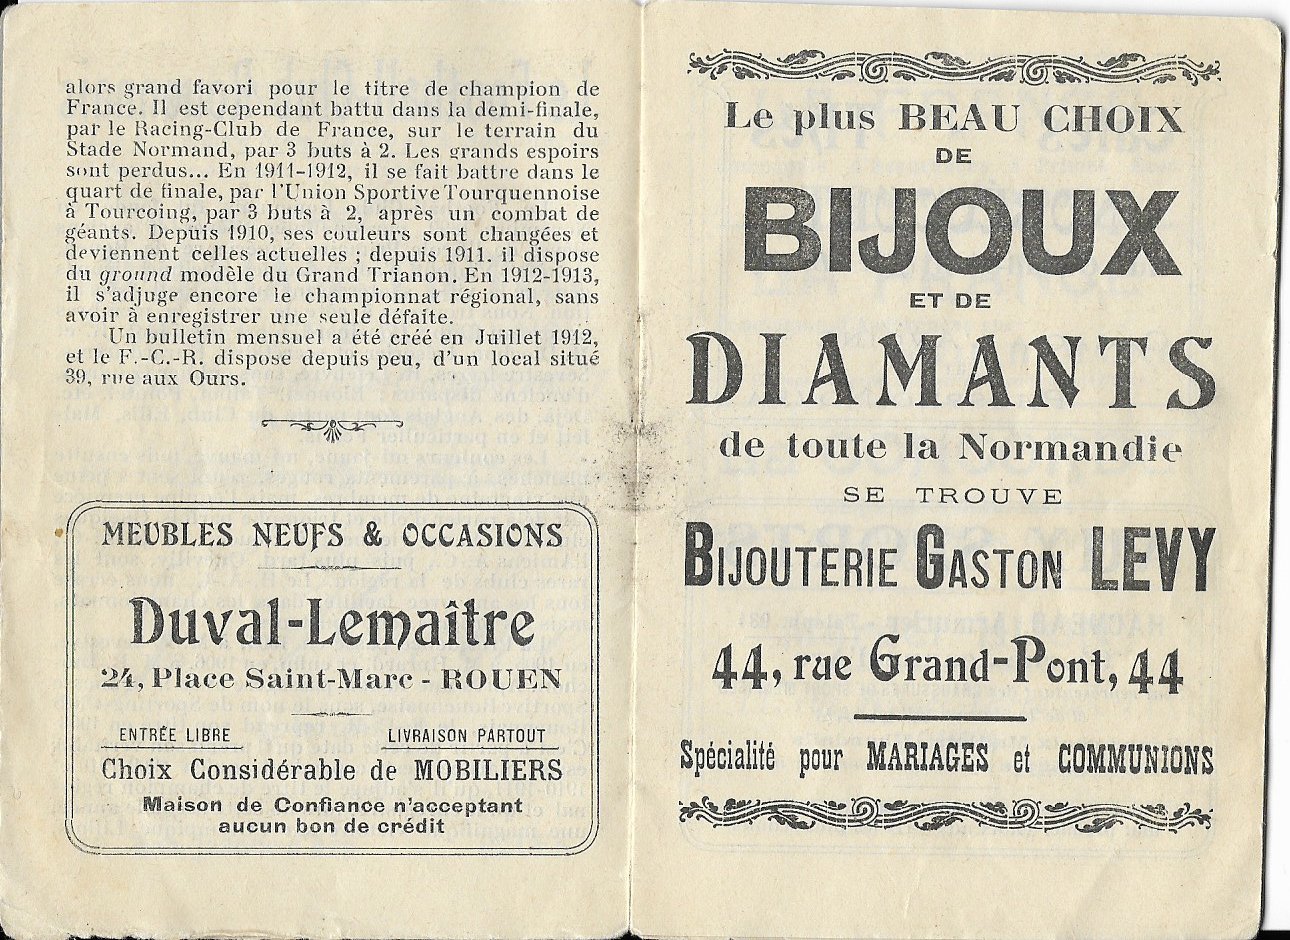 alors grand favori pour le titre de champion de
France. Il est cependant battu dans la demi-finale,
par le Racing-Club de France, sur le terrain du
Stade Normand, par 3 buts à 2. Les grands espoirs
sont perdus... En 1911-1912, il se fait battre dans le
quart de finale, par l'Union Sportive Tourquennoise
à Tourcoing, par 3 buts à 2, après un combat de
géants. Depuis 1910, ses couleurs sont changées et
deviennent celles actuelles ; depuis 1911. il dispose
du ground modèle du Grand Trianon. En 1912-1913,
il s'adjuge encore le championnat régional, sans
avoir à enregistrer une seule défaite.
Un bulletin mensuel a été créé en Juillet 1912,
et le F.-C.-R. dispose depuis peu, d'un local situé
39, rue aux Ours.
MEUBLES NEUFS & OCCASIONS
Duval-Lemaître
24, Place Saint-Marc - ROUEN
ENTRÉE LIBRE LIVRAISON PARTOUT
Choix Considérable de MOBILIERS
Maison de Confiance n'acceptant
aucun bon de crédit
Le plus BEAU CHOIX
DE
BIJOUX
ET DE
DIAMANTS
de toute la Normandie
SE TROUVE
BIJOUTERIE GASTON LEVY
44, rue Grand-Pont, 44
Spécialité pour MARIAGES et COMMUNIONS